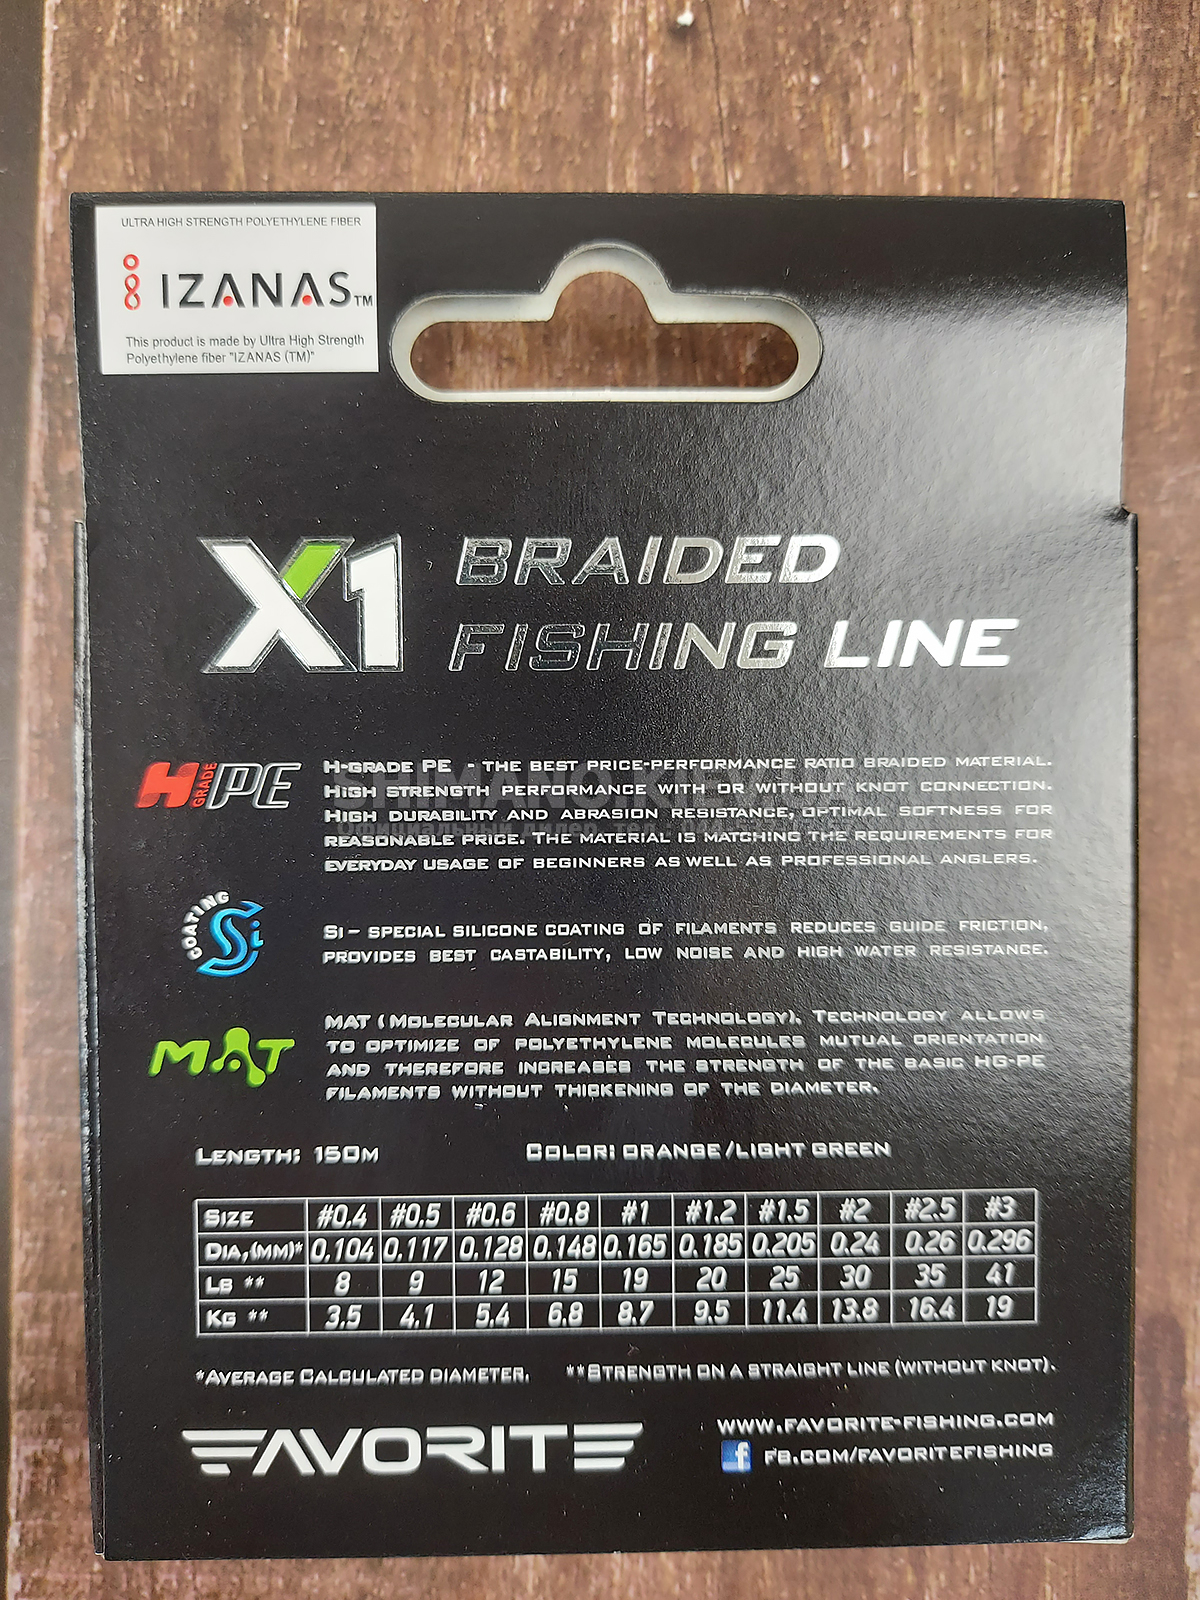 ULTRA HIGH STRENGTH POLYETHYLENE FIBER
IZANAS TM
This product is made by Ultra High Strength
Polyethylene fiber "IZANAS (TM)"
X1 BRAIDED
FISHING LINE
H GRADE PE
H-GRADE PE - THE BEST PRICE-PERFORMANCE RATIO BRAIDED MATERIAL.
HIGH STRENGTH PERFORMANCE WITH OR WITHOUT KNOT CONNECTION.
HIGH DURABILITY AND ABRASION RESISTANCE, OPTIMAL SOFTNESS FOR
REASONABLE PRICE. THE MATERIAL IS MATCHING THE REQUIREMENTS FOR
EVERYDAY USAGE OF BEGINNERS AS WELL AS PROFESSIONAL ANGLERS.
SHIMANO.KIEV
Официальный дилер
COATING
Si
SI - SPECIAL SILICONE COATING OF FILAMENTS REDUCES GUIDE FRICTION,
PROVIDES BEST CASTABILITY, LOW NOISE AND HIGH WATER RESISTANCE.
MAT
MAT (MOLECULAR ALIGNMENT TECHNOLOGY). TECHNOLOGY ALLOWS
TO OPTIMIZE OF POLYETHYLENE MOLECULES MUTUAL ORIENTATION
AND THEREFORE INCREASES THE STRENGTH OF THE BASIC HG-PE
FILAMENTS WITHOUT THICKENING OF THE DIAMETER.
LENGTH: 150M COLOR: ORANGE/LIGHT GREEN
SIZE #0.4 #0.5 #0.6 #0.8 #1 #1.2 #1.5 #2 #2.5 #3
DIA,(MM)* 0.104 0.117 0.128 0.148 0.165 0.185 0.205 0.24 0.26 0.296
LB ** 8 9 12 15 19 20 25 30 35 41
KG ** 3.5 4.1 5.4 6.8 8.7 9.5 11.4 13.8 16.4 19
*AVERAGE CALCULATED DIAMETER. **STRENGTH ON A STRAIGHT LINE (WITHOUT KNOT).
FAVORITE
WWW.FAVORITE-FISHING.COM
f FB.COM/FAVORITEFISHING